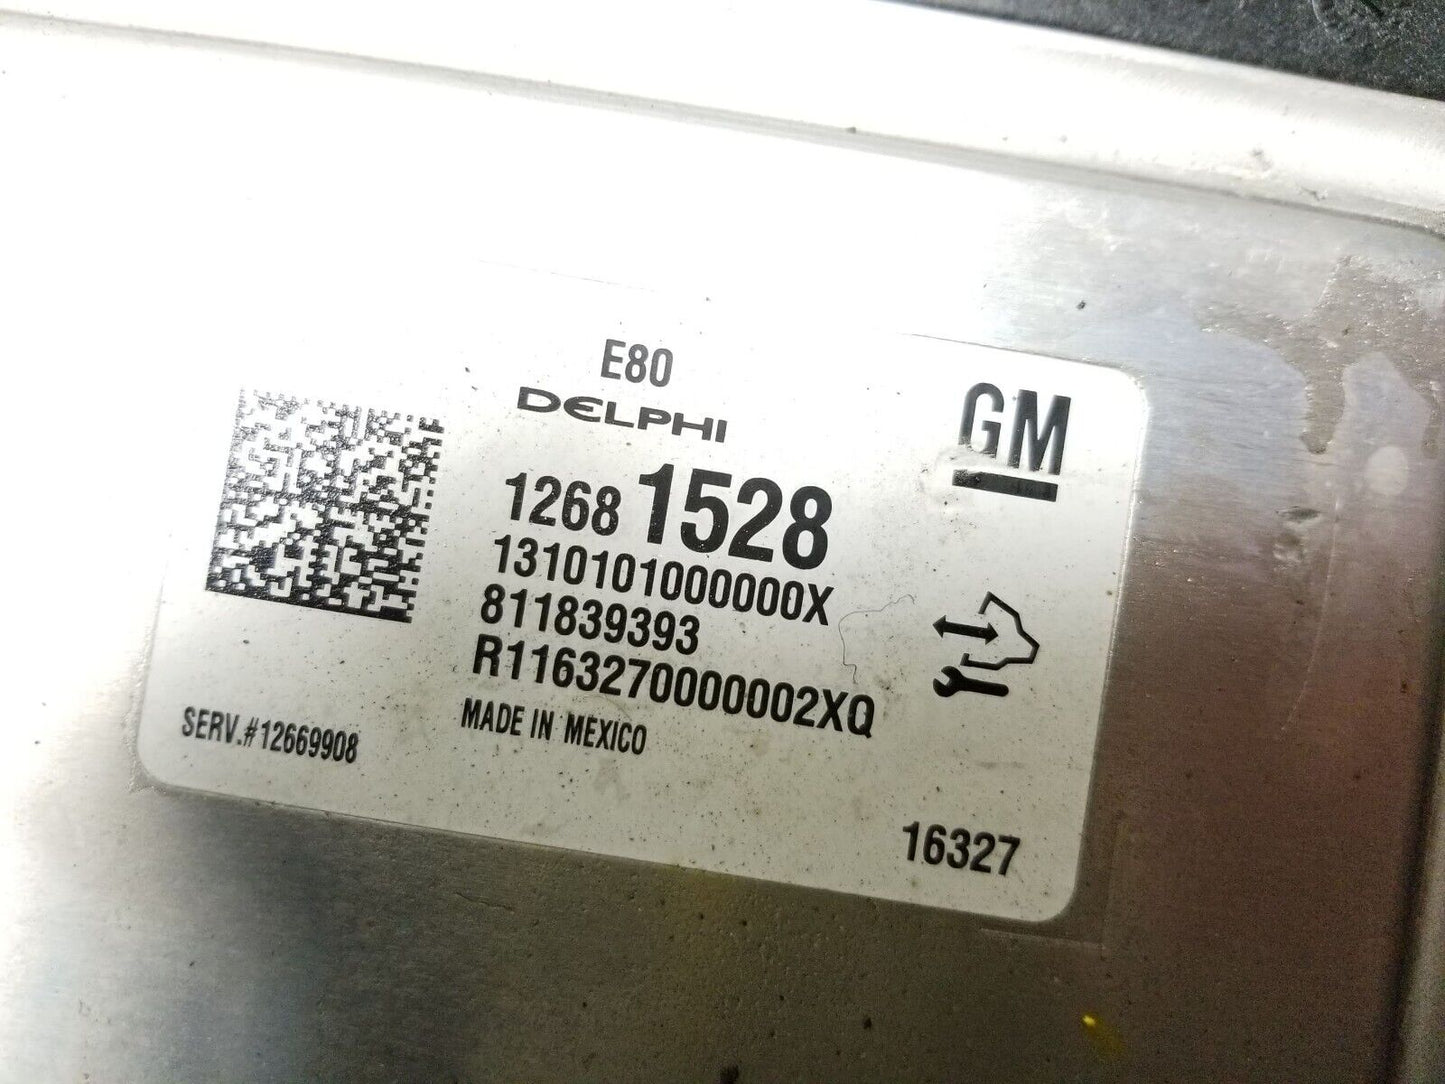 E80
DELPHI
GM
1268 1528
1310101000000X
811839393
R1163270000002XQ
MADE IN MEXICO
SERV.#12669908
16327